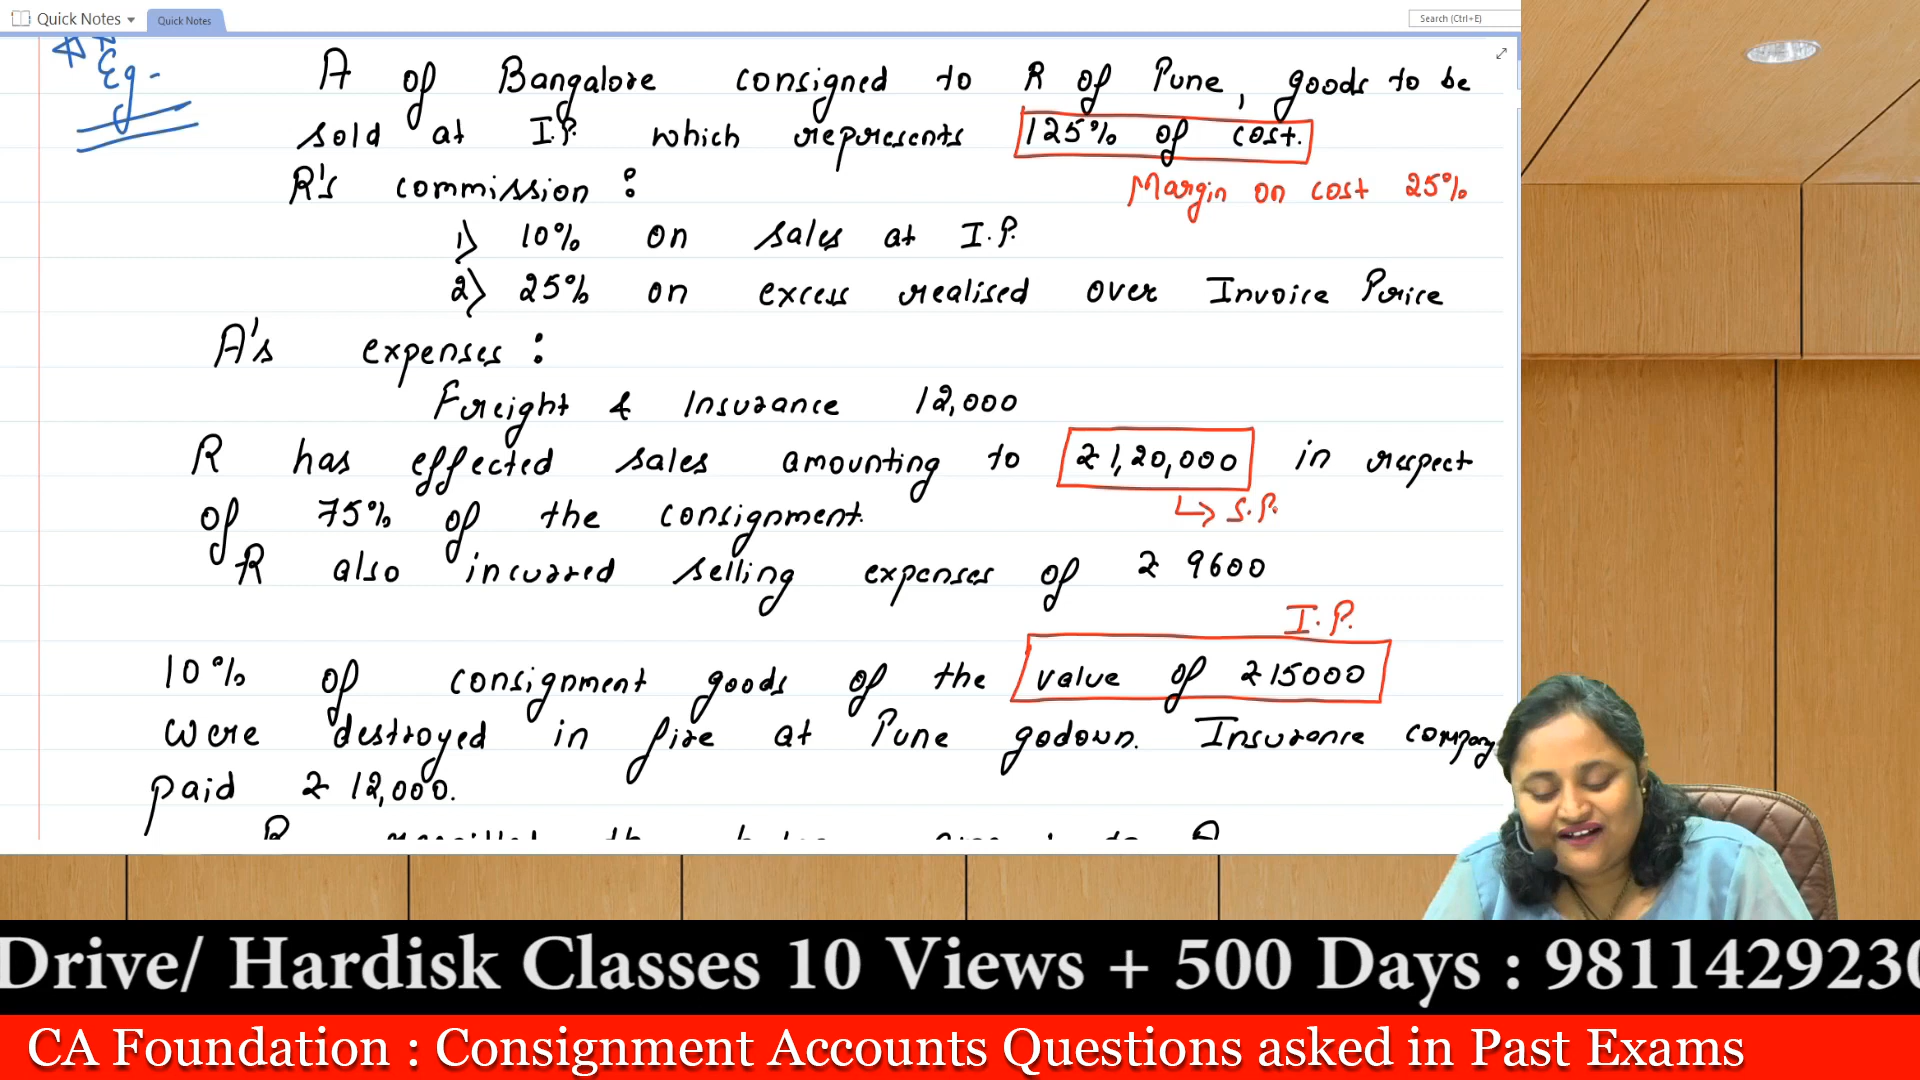 Quick Notes
Quick Notes
Search (Ctrl+E)
Eg -
A of Bangalore consigned to R of Pune, goods to be
sold at I.P. which represents 125% of cost.
Margin on cost 25%
R's commission :
1) 10% on sales at I.P.
2) 25% on excess realised over Invoice Price
A's expenses :
Freight & Insurance 12,000
R has effected sales amounting to ₹ 1,20,000 in respect
of 75% of the consignment.
↳ S.P.
R also incurred selling expenses of ₹ 9600
I.P.
10% of consignment goods of the value of ₹ 15000
were destroyed in fire at Pune godown. Insurance company
paid ₹ 12,000.
Drive/ Hardisk Classes 10 Views + 500 Days : 981142923
CA Foundation : Consignment Accounts Questions asked in Past Exams